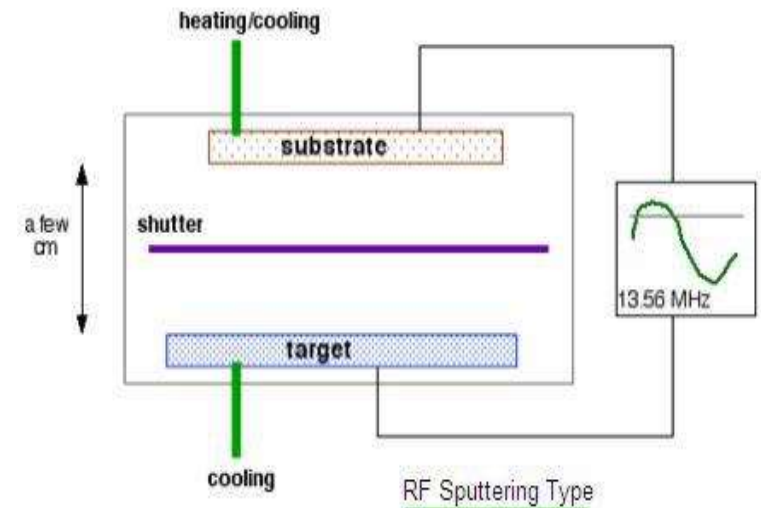 heating/cooling
substrate
a few
cm
shutter
13.56 MHz
target
cooling
RF Sputtering Type